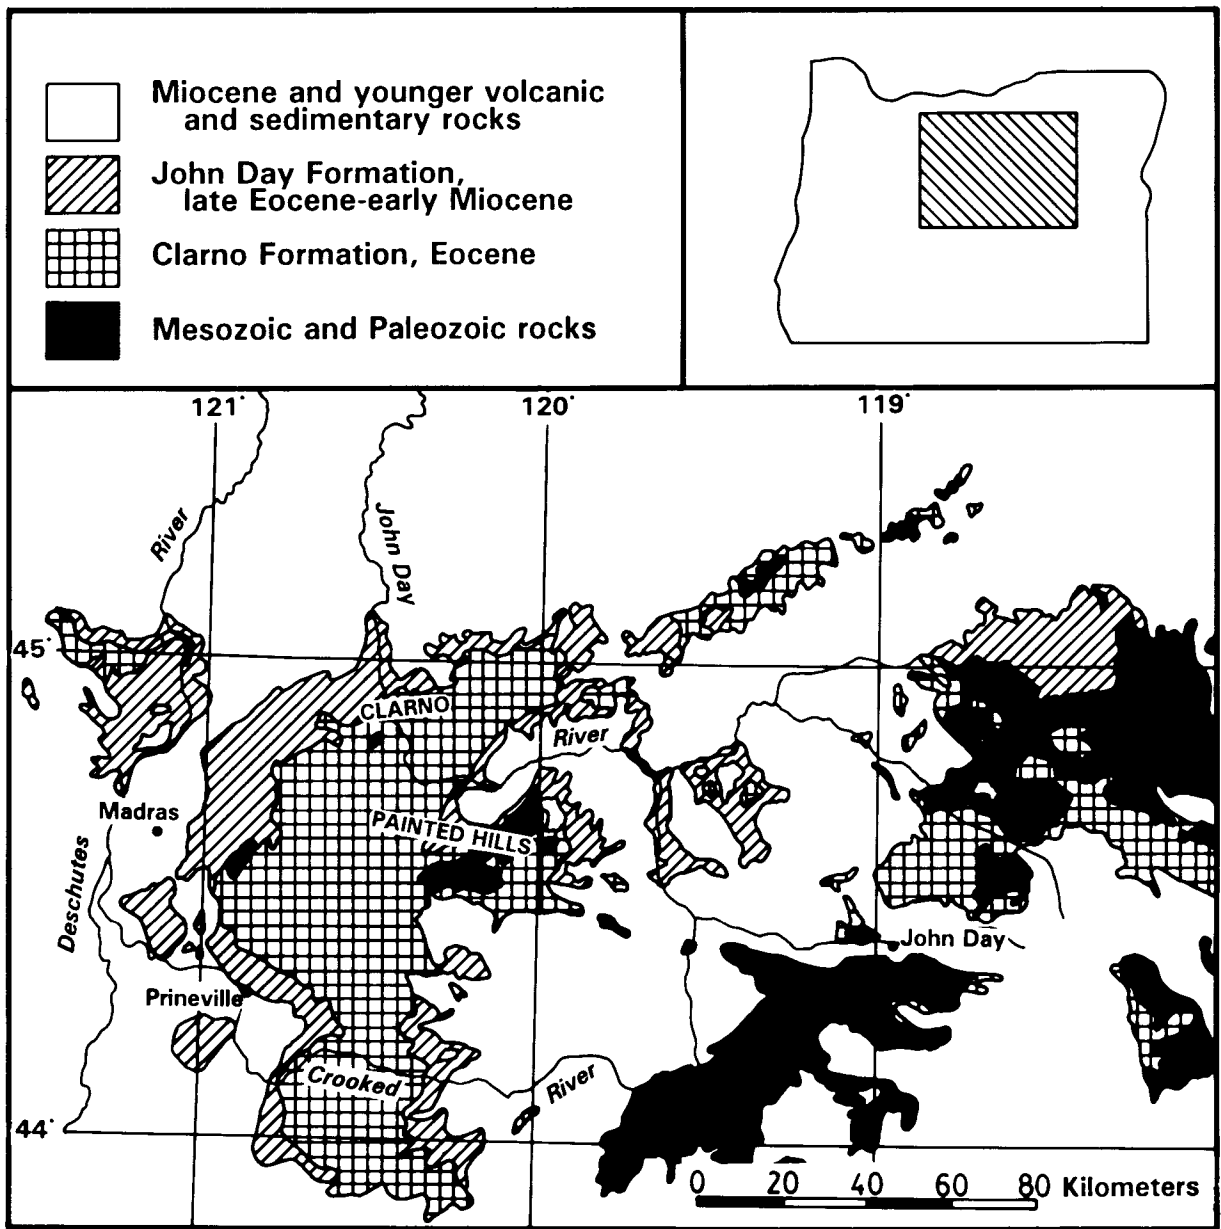 Miocene and younger volcanic
and sedimentary rocks
John Day Formation,
late Eocene-early Miocene
Clarno Formation, Eocene
Mesozoic and Paleozoic rocks
121°
120°
119°
River
John Day
45°
CLARNO
River
Madras
PAINTED HILLS
Deschutes
John Day
Prineville
Crooked
River
44°
0 20 40 60 80 Kilometers